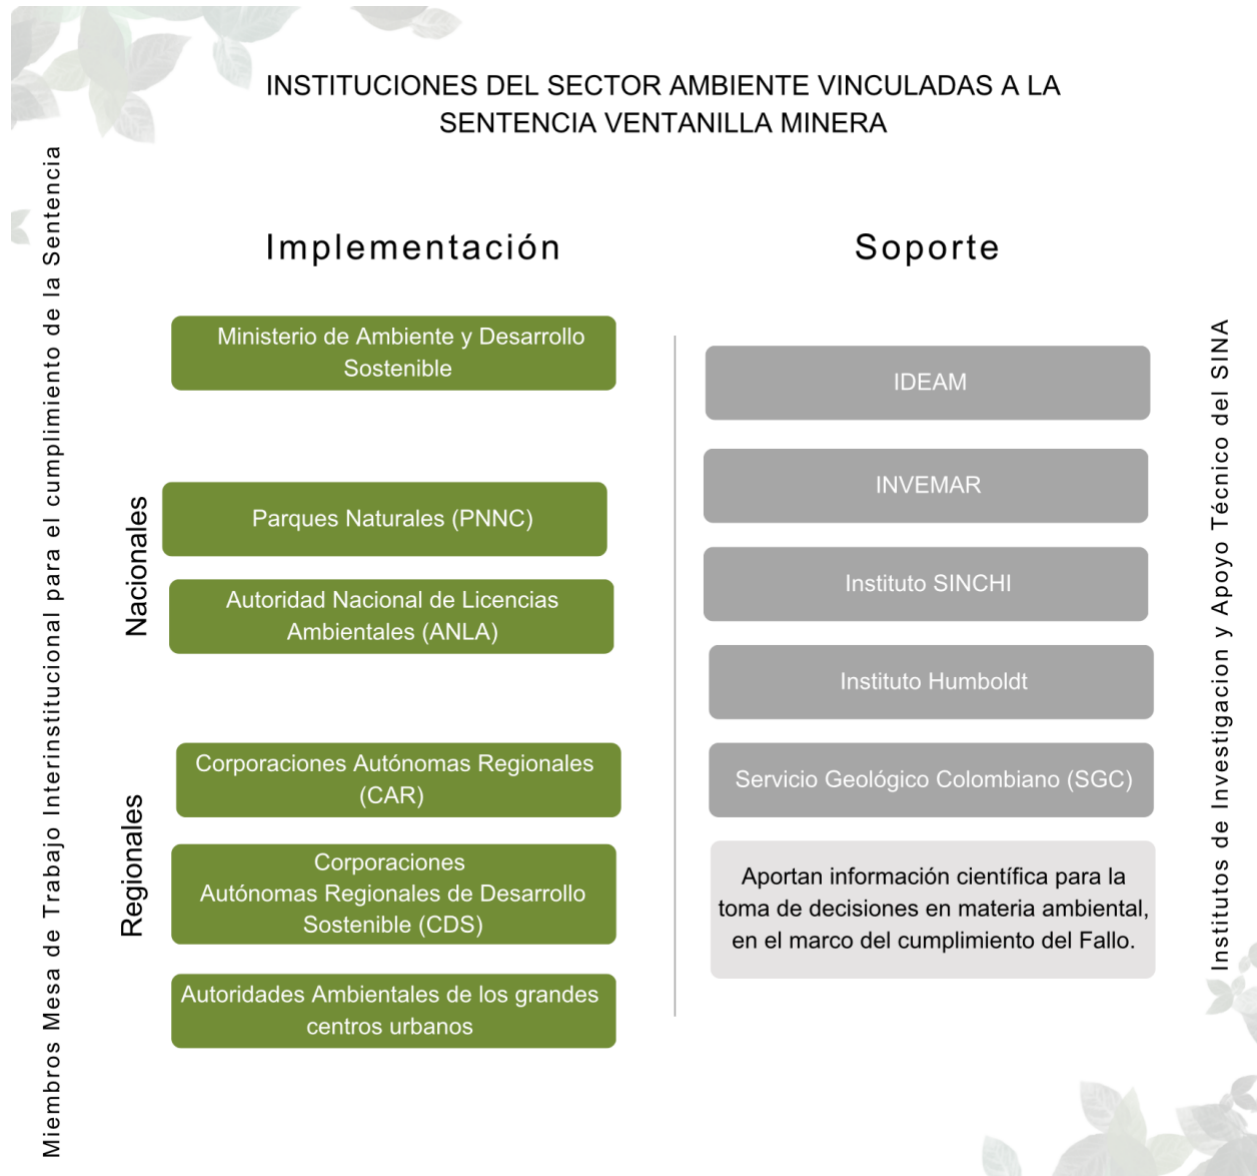 INSTITUCIONES DEL SECTOR AMBIENTE VINCULADAS A LA
SENTENCIA VENTANILLA MINERA
Miembros Mesa de Trabajo Interinstitucional para el cumplimiento de la Sentencia
Implementación
Ministerio de Ambiente y Desarrollo
Sostenible
Nacionales
Parques Naturales (PNNC)
Autoridad Nacional de Licencias
Ambientales (ANLA)
Regionales
Corporaciones Autónomas Regionales
(CAR)
Corporaciones
Autónomas Regionales de Desarrollo
Sostenible (CDS)
Autoridades Ambientales de los grandes
centros urbanos
Soporte
IDEAM
INVEMAR
Instituto SINCHI
Instituto Humboldt
Servicio Geológico Colombiano (SGC)
Aportan información científica para la
toma de decisiones en materia ambiental,
en el marco del cumplimiento del Fallo.
Institutos de Investigacion y Apoyo Técnico del SINA